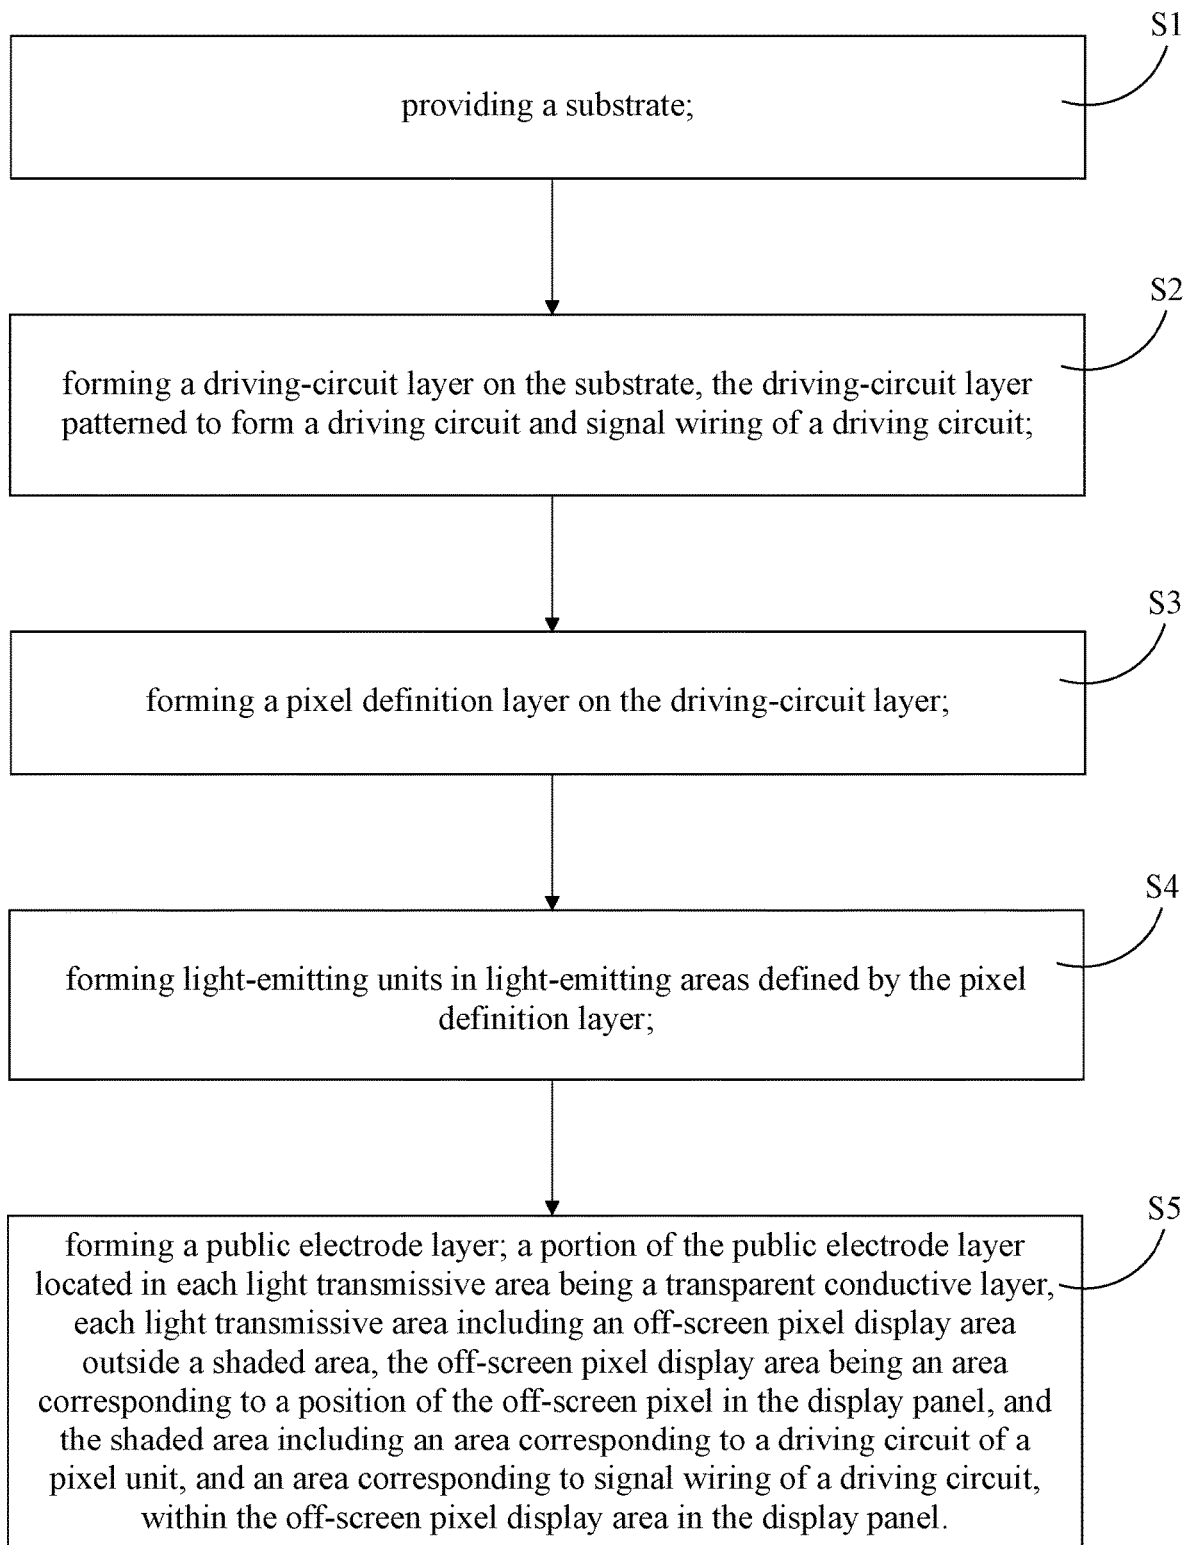 S1
providing a substrate;
S2
forming a driving-circuit layer on the substrate, the driving-circuit layer
patterned to form a driving circuit and signal wiring of a driving circuit;
S3
forming a pixel definition layer on the driving-circuit layer;
S4
forming light-emitting units in light-emitting areas defined by the pixel
definition layer;
S5
forming a public electrode layer; a portion of the public electrode layer
located in each light transmissive area being a transparent conductive layer,
each light transmissive area including an off-screen pixel display area
outside a shaded area, the off-screen pixel display area being an area
corresponding to a position of the off-screen pixel in the display panel, and
the shaded area including an area corresponding to a driving circuit of a
pixel unit, and an area corresponding to signal wiring of a driving circuit,
within the off-screen pixel display area in the display panel.